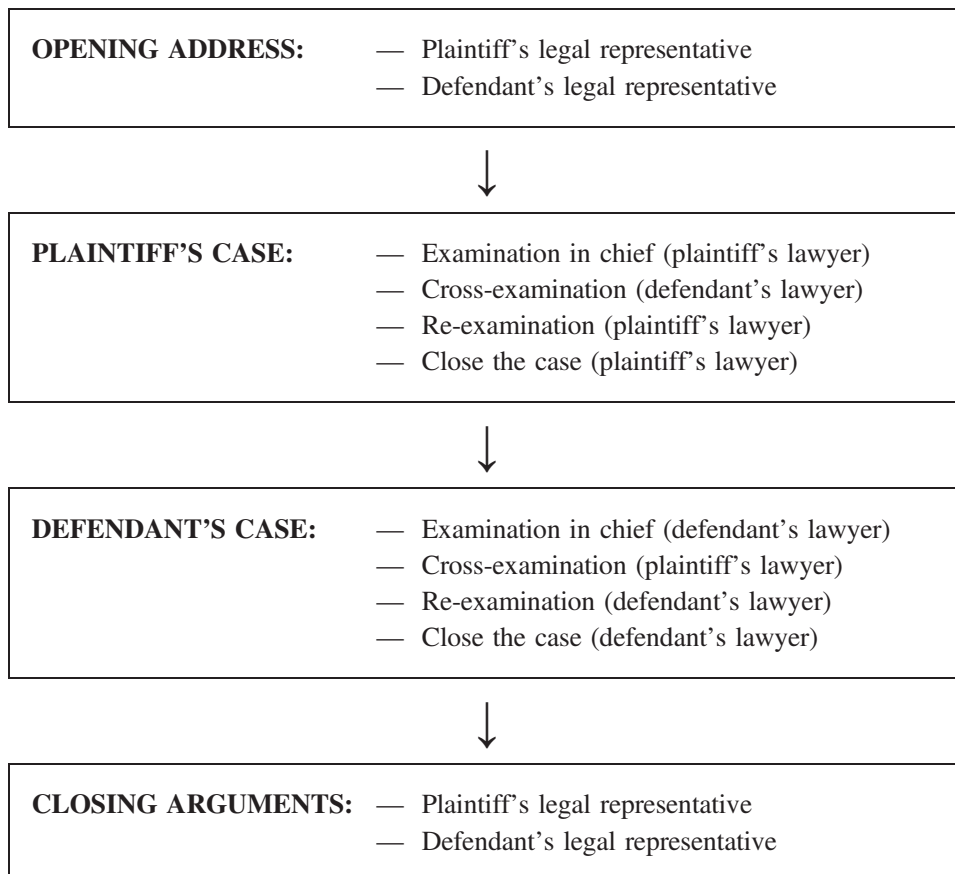 OPENING ADDRESS: — Plaintiff’s legal representative
— Defendant’s legal representative
PLAINTIFF’S CASE: — Examination in chief (plaintiff’s lawyer)
— Cross-examination (defendant’s lawyer)
— Re-examination (plaintiff’s lawyer)
— Close the case (plaintiff’s lawyer)
DEFENDANT’S CASE: — Examination in chief (defendant’s lawyer)
— Cross-examination (plaintiff’s lawyer)
— Re-examination (defendant’s lawyer)
— Close the case (defendant’s lawyer)
CLOSING ARGUMENTS: — Plaintiff’s legal representative
— Defendant’s legal representative